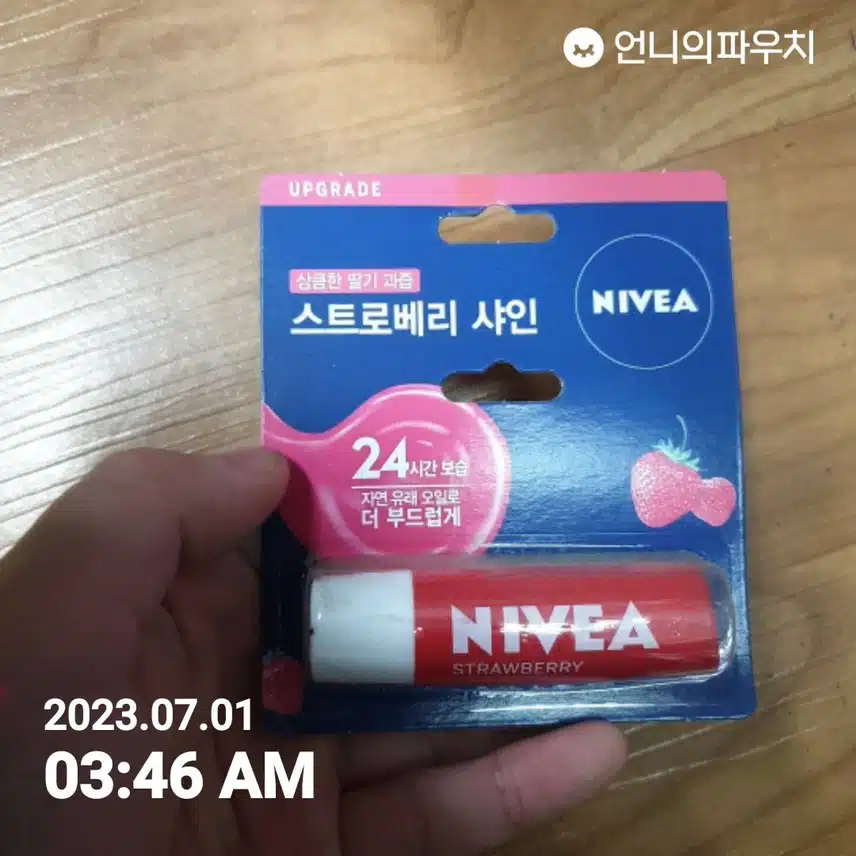 언니의파우치
UPGRADE
상큼한 딸기 과즙
스트로베리 샤인
NIVEA
24시간 보습
자연 유래 오일로
더 부드럽게
NIVEA
STRAWBERRY
2023.07.01
03:46 AM